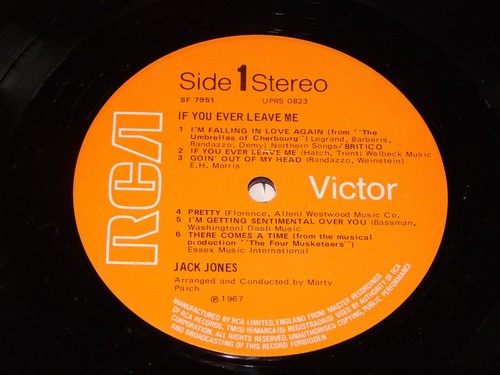 Side 1 Stereo
SF 7951 UPRS 0823
IF YOU EVER LEAVE ME
1 I'M FALLING IN LOVE AGAIN (from "The
Umbrellas of Cherbourg") Legrand, Barberis,
Randazzo, Demy) Northern Songs/BRITICO
2 IF YOU EVER LEAVE ME (Hatch, Trent) Welbeck Music
3 GOIN' OUT OF MY HEAD (Randazzo, Weinstein)
E.H. Morris
RCA
Victor
4 PRETTY (Florence, Allen) Westwood Music Co.
5 I'M GETTING SENTIMENTAL OVER YOU (Bassman,
Washington) Dash Music
6 THERE COMES A TIME (from the musical
production "The Four Musketeers")
Essex Music International
JACK JONES
Arranged and Conducted by Marty
Paich
℗ 1967
MANUFACTURED BY RCA LIMITED, ENGLAND FROM MASTER RECORDINGS
OF RCA RECORDS. TM(S) ® MARCA(S) REGISTRADA(S) USED BY AUTHORITY OF RCA
CORPORATION. ALL RIGHTS RESERVED. UNAUTHORISED COPYING, PUBLIC PERFORMANCE
AND BROADCASTING OF THIS RECORD FORBIDDEN